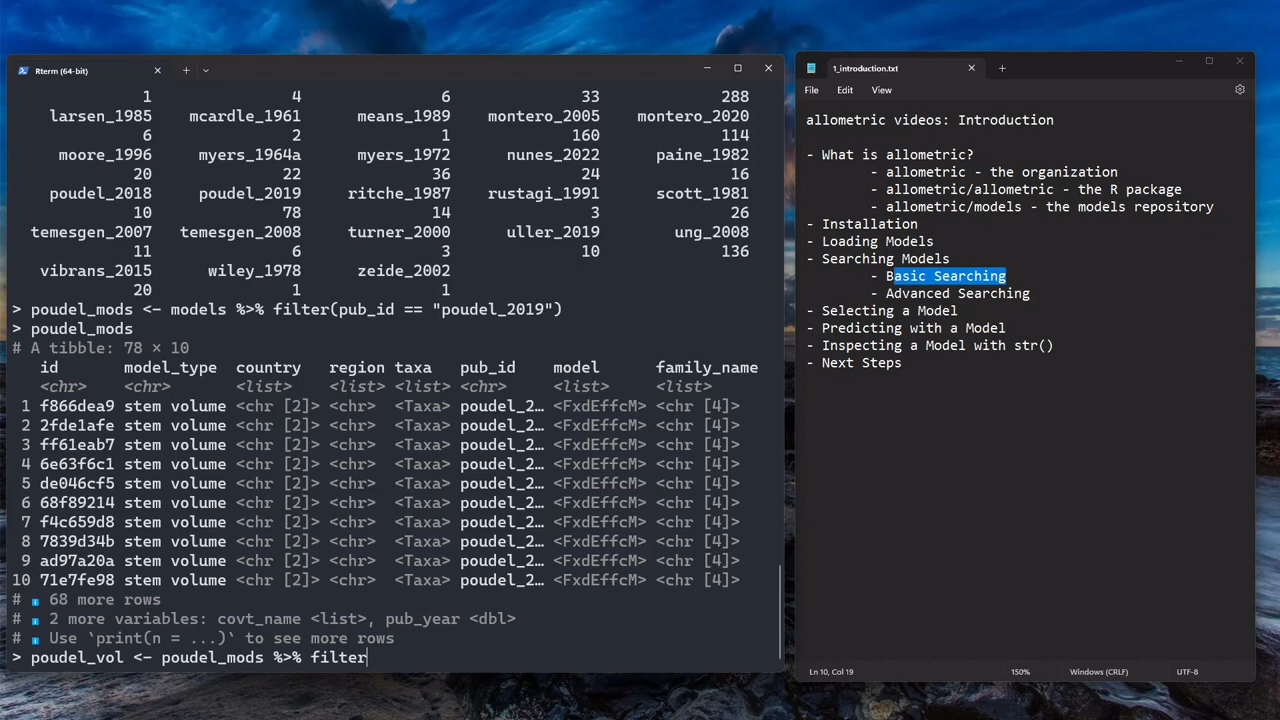 Rterm (64-bit)
1 4 6 33 288
larsen_1985 mcardle_1961 means_1989 montero_2005 montero_2020
6 2 1 160 114
moore_1996 myers_1964a myers_1972 nunes_2022 paine_1982
20 22 36 24 16
poudel_2018 poudel_2019 ritche_1987 rustagi_1991 scott_1981
10 78 14 3 26
temesgen_2007 temesgen_2008 turner_2000 uller_2019 ung_2008
11 6 3 10 136
vibrans_2015 wiley_1978 zeide_2002
20 1 1
> poudel_mods <- models %>% filter(pub_id == "poudel_2019")
> poudel_mods
# A tibble: 78 × 10
id model_type country region taxa pub_id model family_name
<chr> <chr> <list> <list> <list> <chr> <list> <list>
1 f866dea9 stem volume <chr [2]> <chr> <Taxa> poudel_2… <FxdEffcM> <chr [4]>
2 2fde1afe stem volume <chr [2]> <chr> <Taxa> poudel_2… <FxdEffcM> <chr [4]>
3 ff61eab7 stem volume <chr [2]> <chr> <Taxa> poudel_2… <FxdEffcM> <chr [4]>
4 6e63f6c1 stem volume <chr [2]> <chr> <Taxa> poudel_2… <FxdEffcM> <chr [4]>
5 de046cf5 stem volume <chr [2]> <chr> <Taxa> poudel_2… <FxdEffcM> <chr [4]>
6 68f89214 stem volume <chr [2]> <chr> <Taxa> poudel_2… <FxdEffcM> <chr [4]>
7 f4c659d8 stem volume <chr [2]> <chr> <Taxa> poudel_2… <FxdEffcM> <chr [4]>
8 7839d34b stem volume <chr [2]> <chr> <Taxa> poudel_2… <FxdEffcM> <chr [4]>
9 ad97a20a stem volume <chr [2]> <chr> <Taxa> poudel_2… <FxdEffcM> <chr [4]>
10 71e7fe98 stem volume <chr [2]> <chr> <Taxa> poudel_2… <FxdEffcM> <chr [4]>
# ℹ 68 more rows
# ℹ 2 more variables: covt_name <list>, pub_year <dbl>
# ℹ Use `print(n = ...)` to see more rows
> poudel_vol <- poudel_mods %>% filter
1_introduction.txt
File Edit View
allometric videos: Introduction
- What is allometric?
- allometric - the organization
- allometric/allometric - the R package
- allometric/models - the models repository
- Installation
- Loading Models
- Searching Models
- Basic Searching
- Advanced Searching
- Selecting a Model
- Predicting with a Model
- Inspecting a Model with str()
- Next Steps
Ln 10, Col 19 150% Windows (CRLF) UTF-8